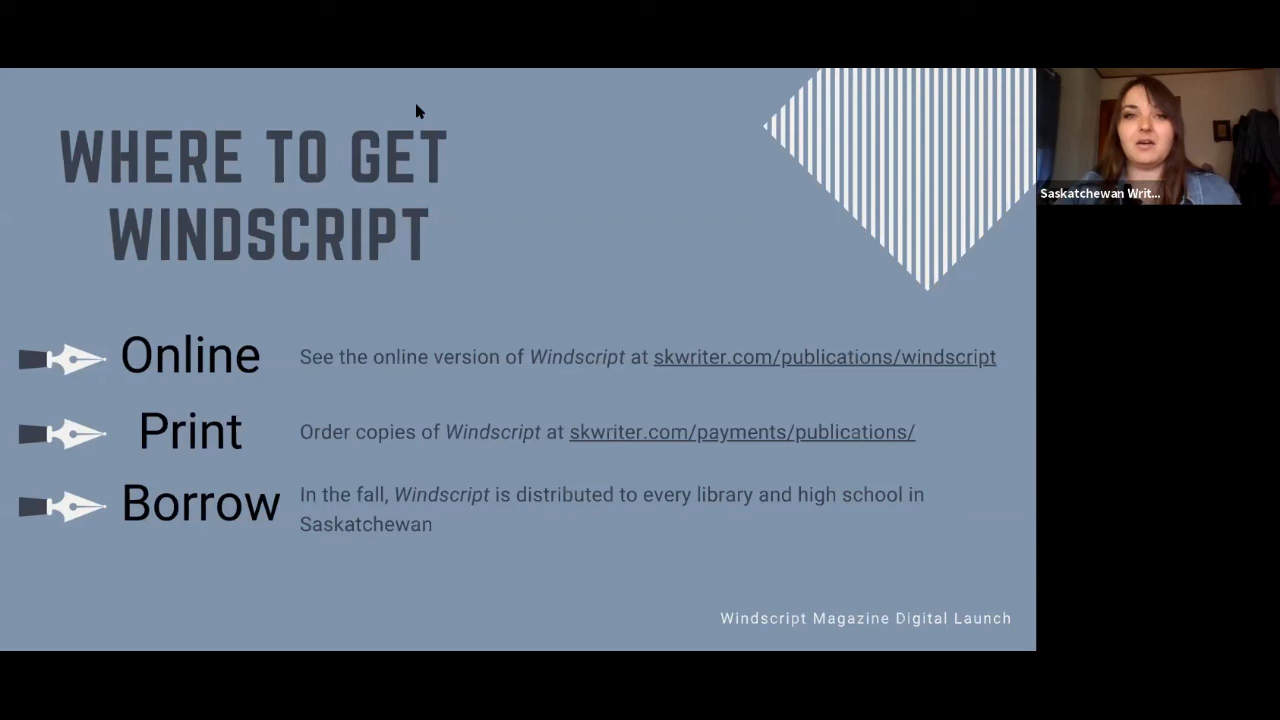 WHERE TO GET
WINDSCRIPT
Online
See the online version of Windscript at skwriter.com/publications/windscript
Print
Order copies of Windscript at skwriter.com/payments/publications/
Borrow
In the fall, Windscript is distributed to every library and high school in
Saskatchewan
Windscript Magazine Digital Launch
Saskatchewan Writ...